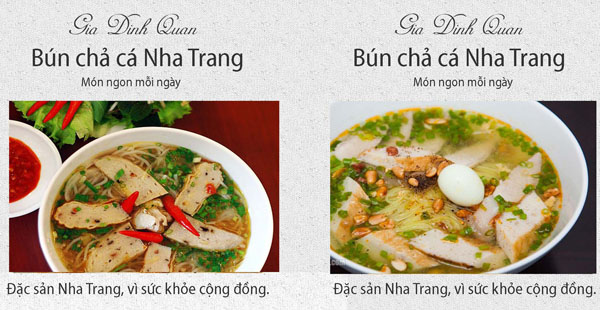 Gia Dinh Quan
Bún chả cá Nha Trang
Món ngon mỗi ngày
Đặc sản Nha Trang, vì sức khỏe cộng đồng.
Gia Dinh Quan
Bún chả cá Nha Trang
Món ngon mỗi ngày
Đặc sản Nha Trang, vì sức khỏe cộng đồng.